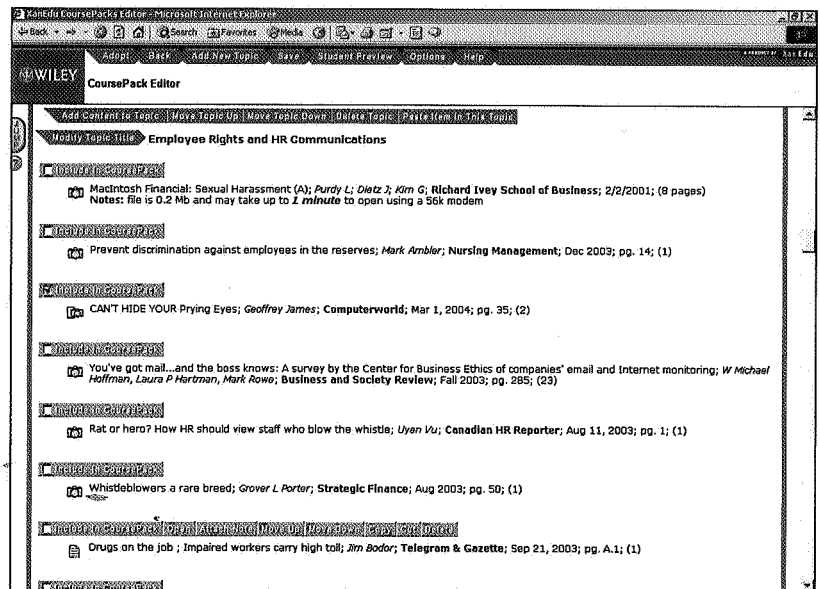 XanEdu CoursePacks Editor - Microsoft Internet Explorer
Back Search Favorites Media
Adopt Back Add New Topic Save Student Preview Options Help
WILEY
CoursePack Editor
Add Content to Topic Move Topic Up Move Topic Down Delete Topic Paste Item in This Topic
Modify Topic Title Employee Rights and HR Communications
Include in CoursePack
MacIntosh Financial: Sexual Harassment (A); Purdy L; Dietz J; Kim G; Richard Ivey School of Business; 2/2/2001; (8 pages)
Notes: file is 0.2 Mb and may take up to 1 minute to open using a 56k modem
Include in CoursePack
Prevent discrimination against employees in the reserves; Mark Ambler; Nursing Management; Dec 2003; pg. 14; (1)
Include in CoursePack
CAN'T HIDE YOUR Prying Eyes; Geoffrey James; Computerworld; Mar 1, 2004; pg. 35; (2)
Include in CoursePack
You've got mail...and the boss knows: A survey by the Center for Business Ethics of companies' email and Internet monitoring; W Michael
Hoffman, Laura P Hartman, Mark Rowe; Business and Society Review; Fall 2003; pg. 285; (23)
Include in CoursePack
Rat or hero? How HR should view staff who blow the whistle; Uyen Vu; Canadian HR Reporter; Aug 11, 2003; pg. 1; (1)
Include in CoursePack
Whistleblowers a rare breed; Grover L Porter; Strategic Finance; Aug 2003; pg. 50; (1)
Include in CoursePack Open Attach Note Move Up Move Down Copy Cut Delete
Drugs on the job ; Impaired workers carry high toll; Jim Bodor; Telegram & Gazette; Sep 21, 2003; pg. A.1; (1)
Include in CoursePack